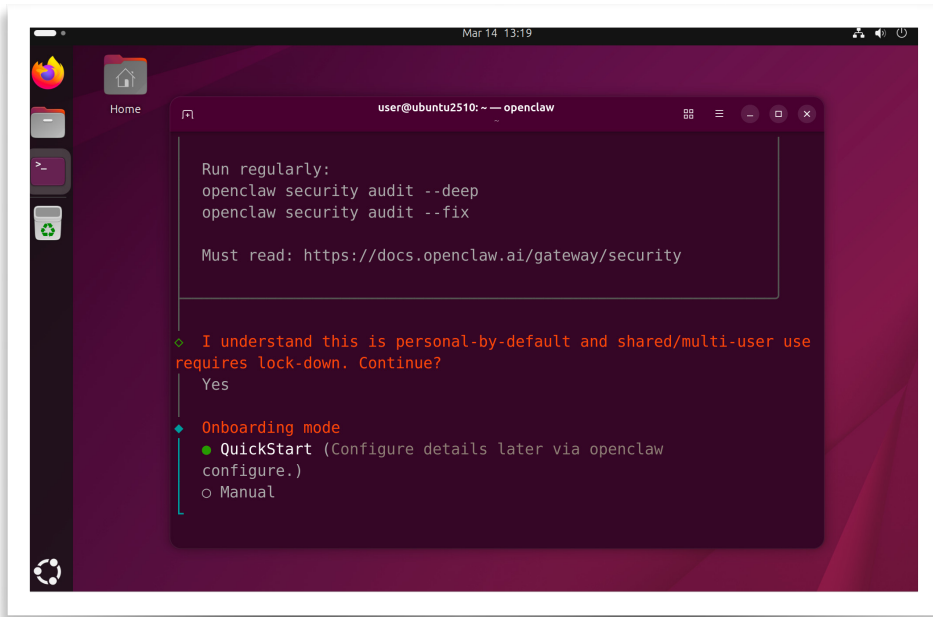 Mar 14 13:19
Home
user@ubuntu2510: ~ — openclaw
Run regularly:
openclaw security audit --deep
openclaw security audit --fix
Must read: https://docs.openclaw.ai/gateway/security
I understand this is personal-by-default and shared/multi-user use
requires lock-down. Continue?
Yes
Onboarding mode
QuickStart (Configure details later via openclaw
configure.)
Manual